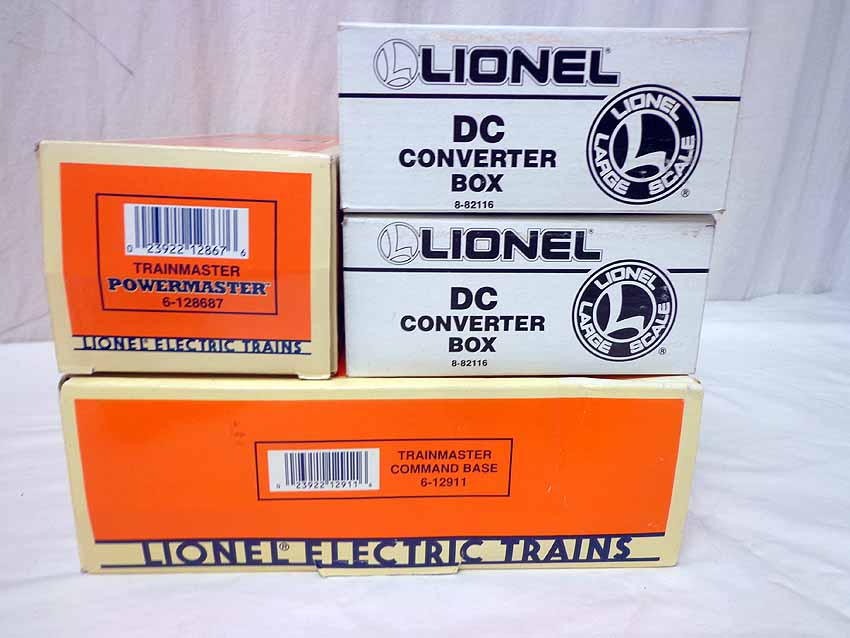 LIONEL
DC
CONVERTER
BOX
8-82116
LIONEL
LARGE SCALE
®
0 23922 12867 6
TRAINMASTER
POWERMASTER™
6-128687
LIONEL® ELECTRIC TRAINS
LIONEL
DC
CONVERTER
BOX
8-82116
LIONEL
LARGE SCALE
®
0 23922 12911 6
TRAINMASTER
COMMAND BASE
6-12911
LIONEL® ELECTRIC TRAINS